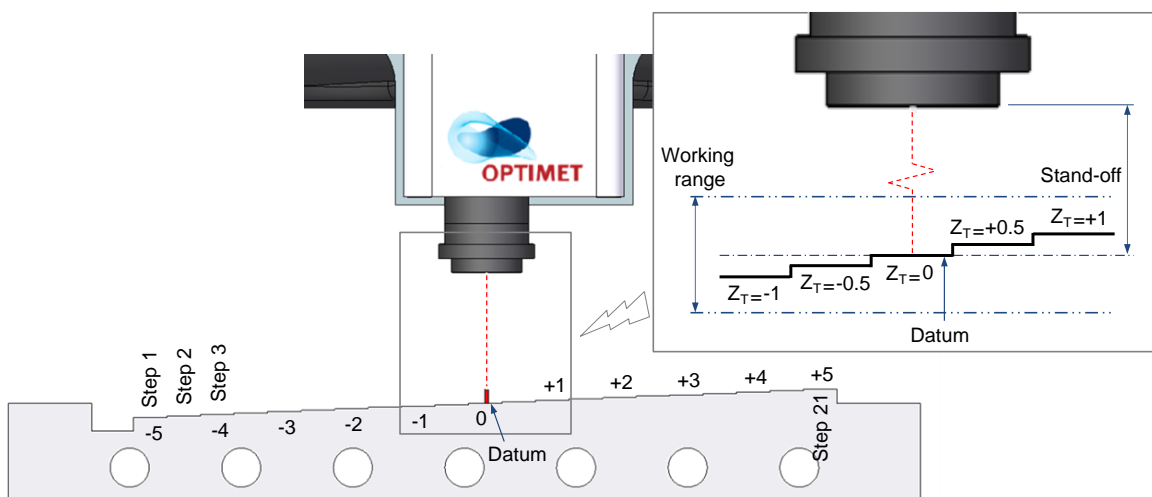 OPTIMET
Working
range
Stand-off
Z_T=+1
Z_T=+0.5
Z_T=0
Z_T=-0.5
Z_T=-1
Datum
Step 1
Step 2
Step 3
+1
+2
+3
+4
+5
-5
-4
-3
-2
-1
0
Datum
Step 21